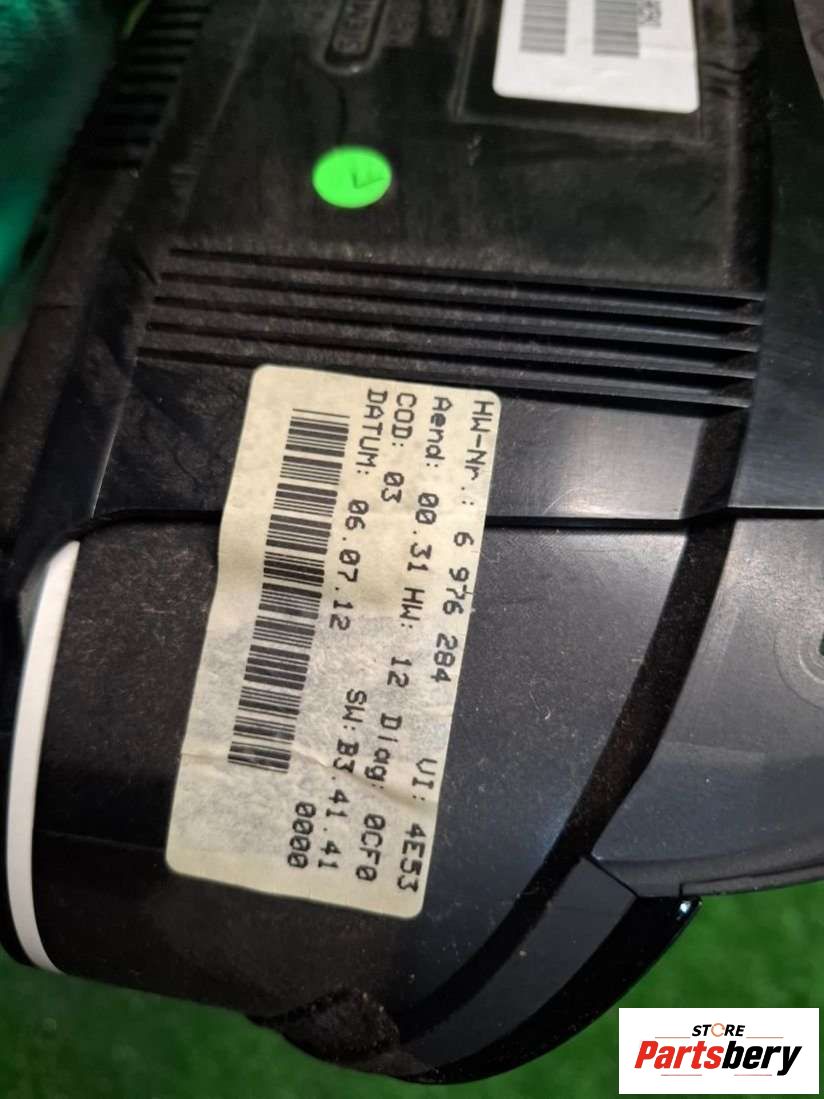 HW-Nr.: 6 976 284 VI: 4E53
Aend: 00.31 HW: 12 Diag: 0CF0
COD: 03 SW: B3.41.41
DATUM: 06.07.12 0000
F
STORE
Partsbery